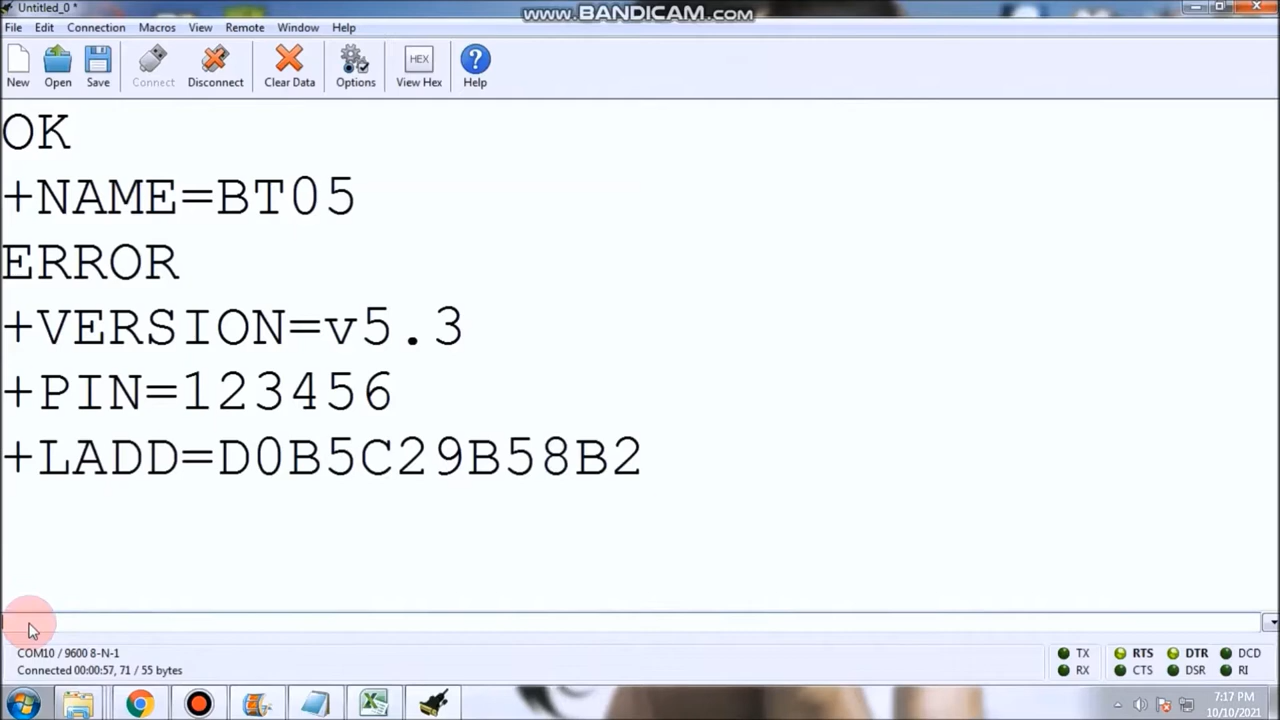 Untitled_0 *
www.BANDICAM.com
File Edit Connection Macros View Remote Window Help
New Open Save Connect Disconnect Clear Data Options HEX View Hex ? Help
OK
+NAME=BT05
ERROR
+VERSION=v5.3
+PIN=123456
+LADD=D0B5C29B58B2
COM10 / 9600 8-N-1
Connected 00:00:57, 71 / 55 bytes
TX RTS DTR DCD
RX CTS DSR RI
7:17 PM
10/10/2021